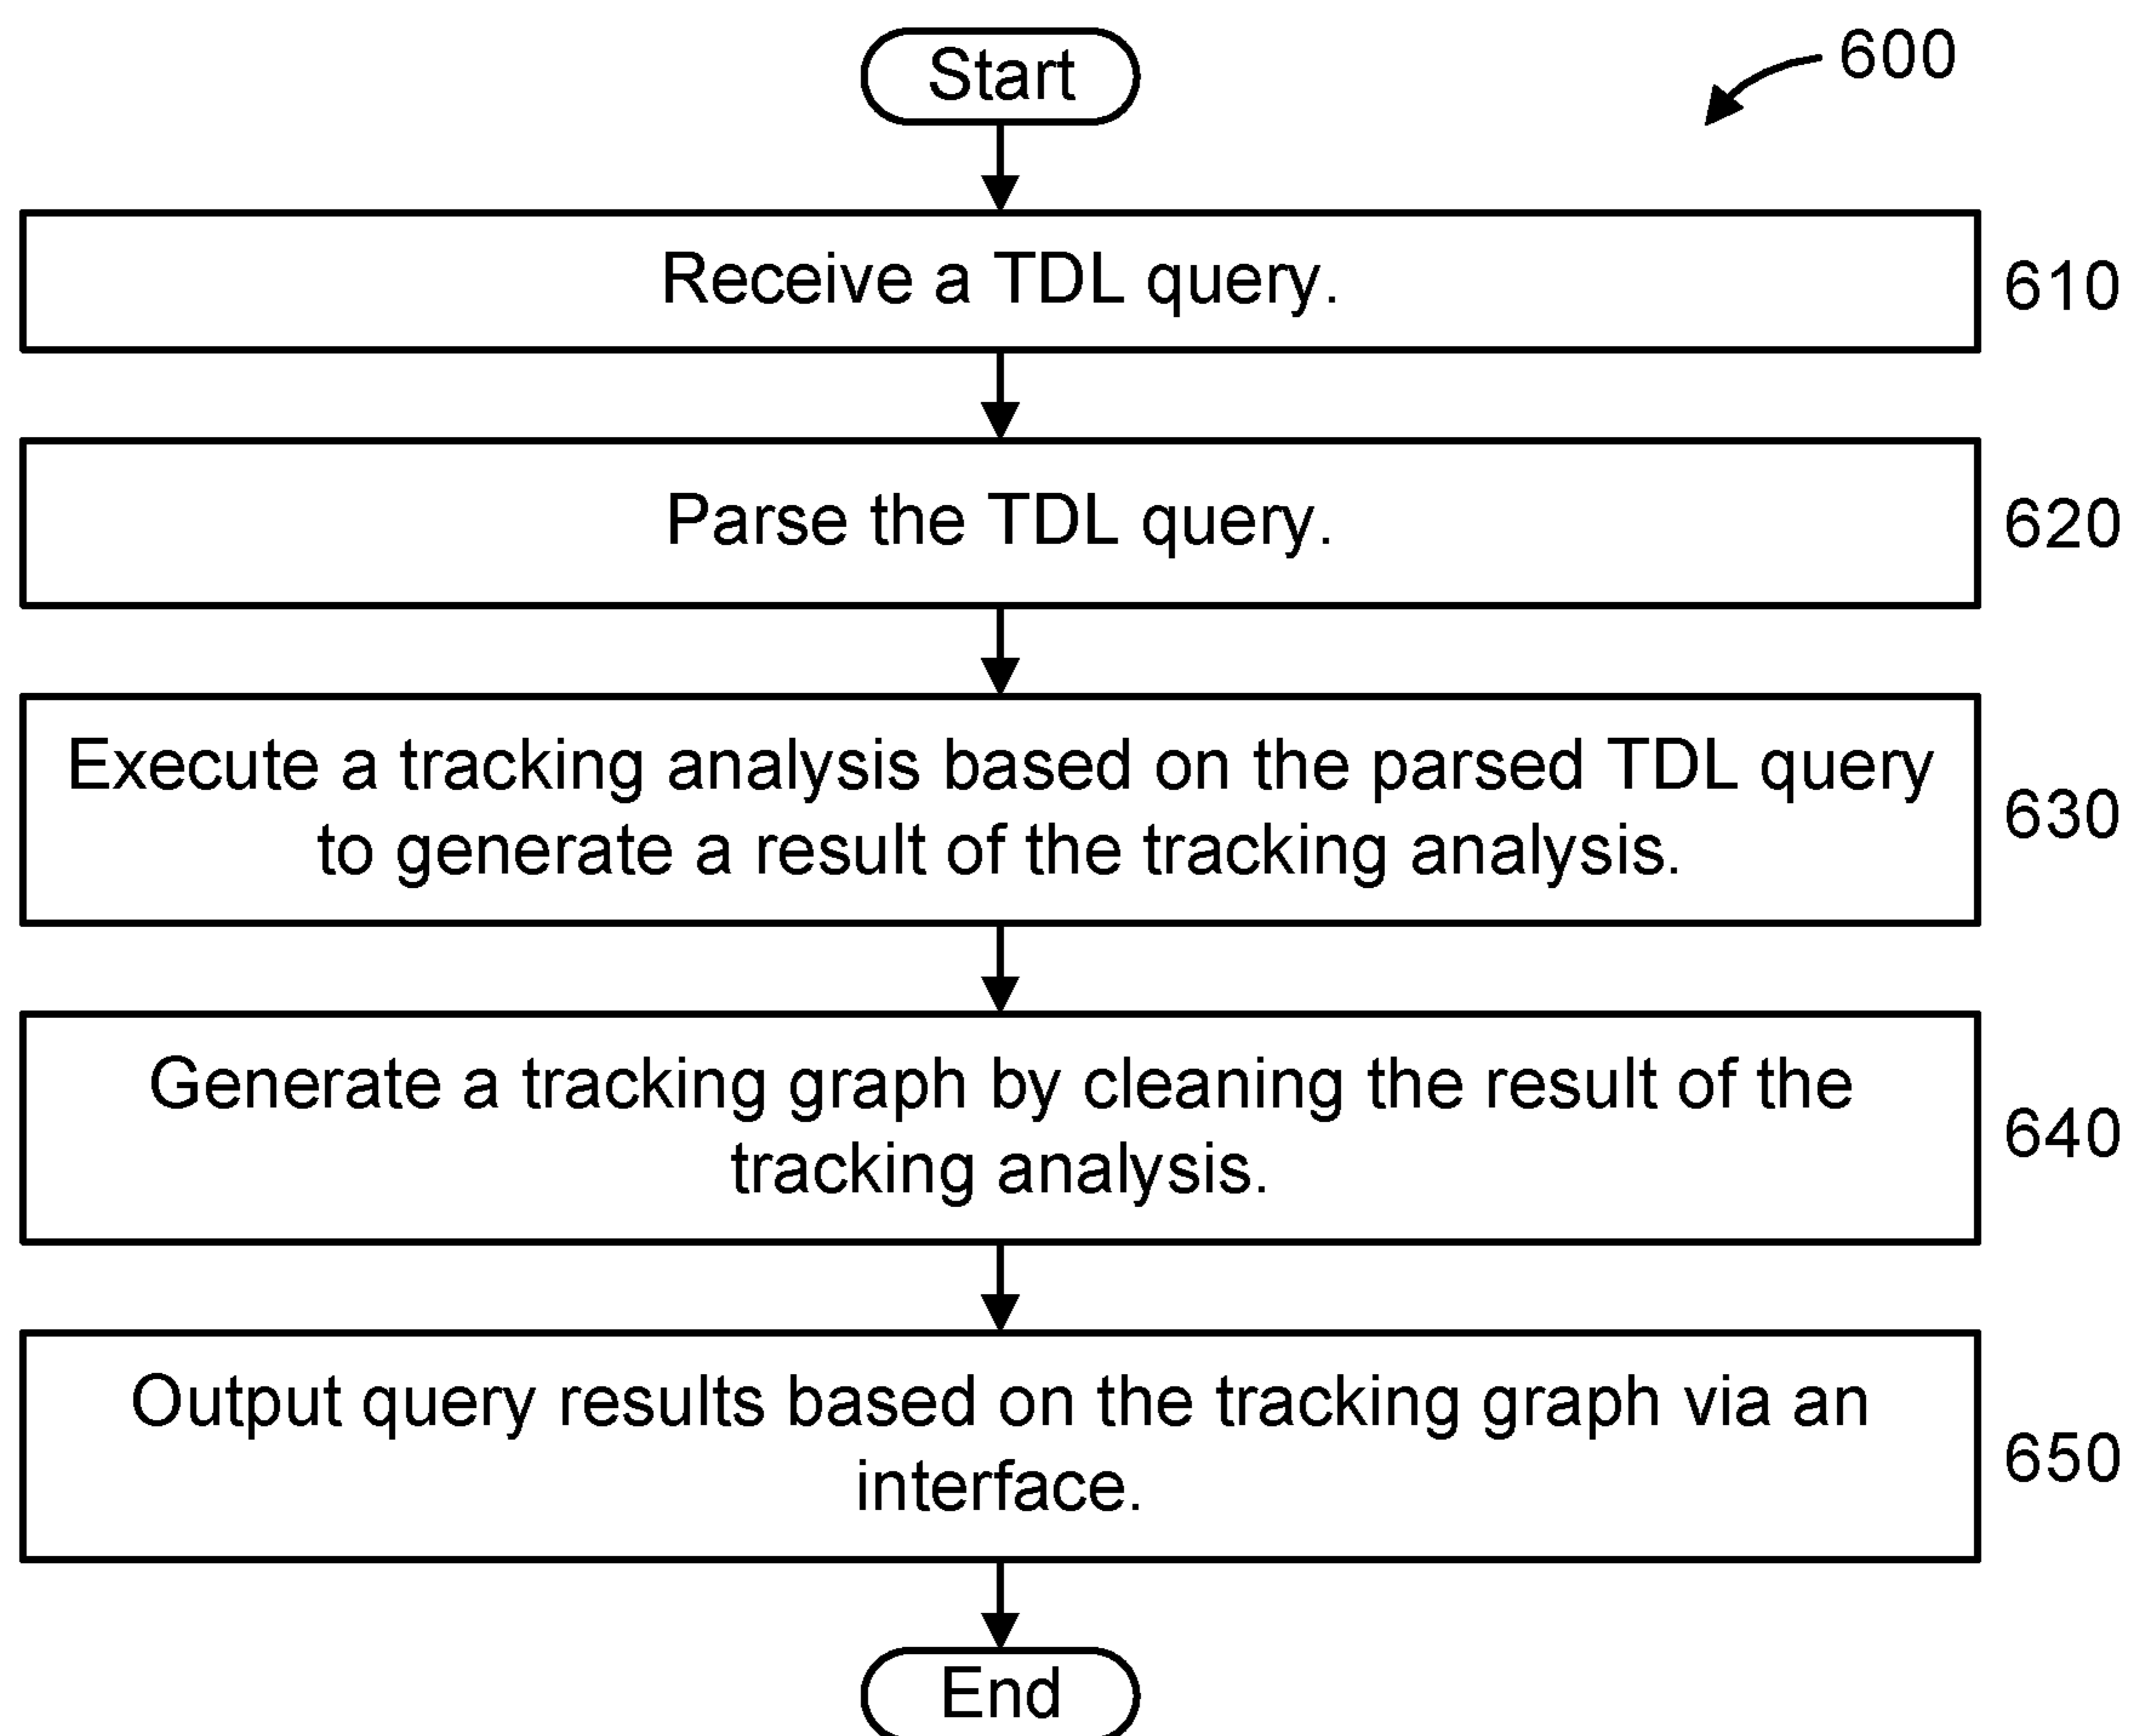 Start
600
Receive a TDL query.
610
Parse the TDL query.
620
Execute a tracking analysis based on the parsed TDL query
to generate a result of the tracking analysis.
630
Generate a tracking graph by cleaning the result of the
tracking analysis.
640
Output query results based on the tracking graph via an
interface.
650
End